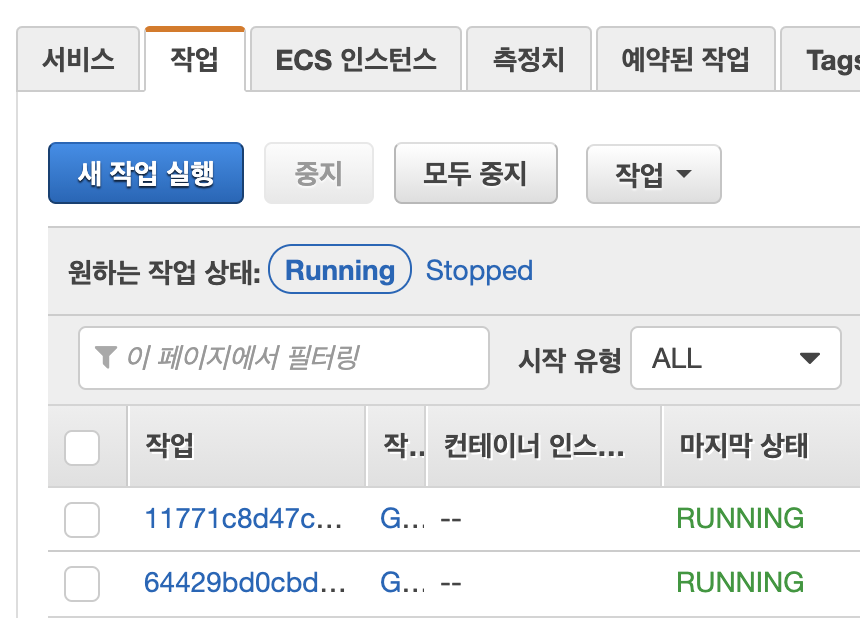 서비스 작업 ECS 인스턴스 측정치 예약된 작업 Tags
새 작업 실행 중지 모두 중지 작업
원하는 작업 상태: Running Stopped
이 페이지에서 필터링 시작 유형 ALL
작업 작... 컨테이너 인스... 마지막 상태
11771c8d47c... G... -- RUNNING
64429bd0cbd... G... -- RUNNING